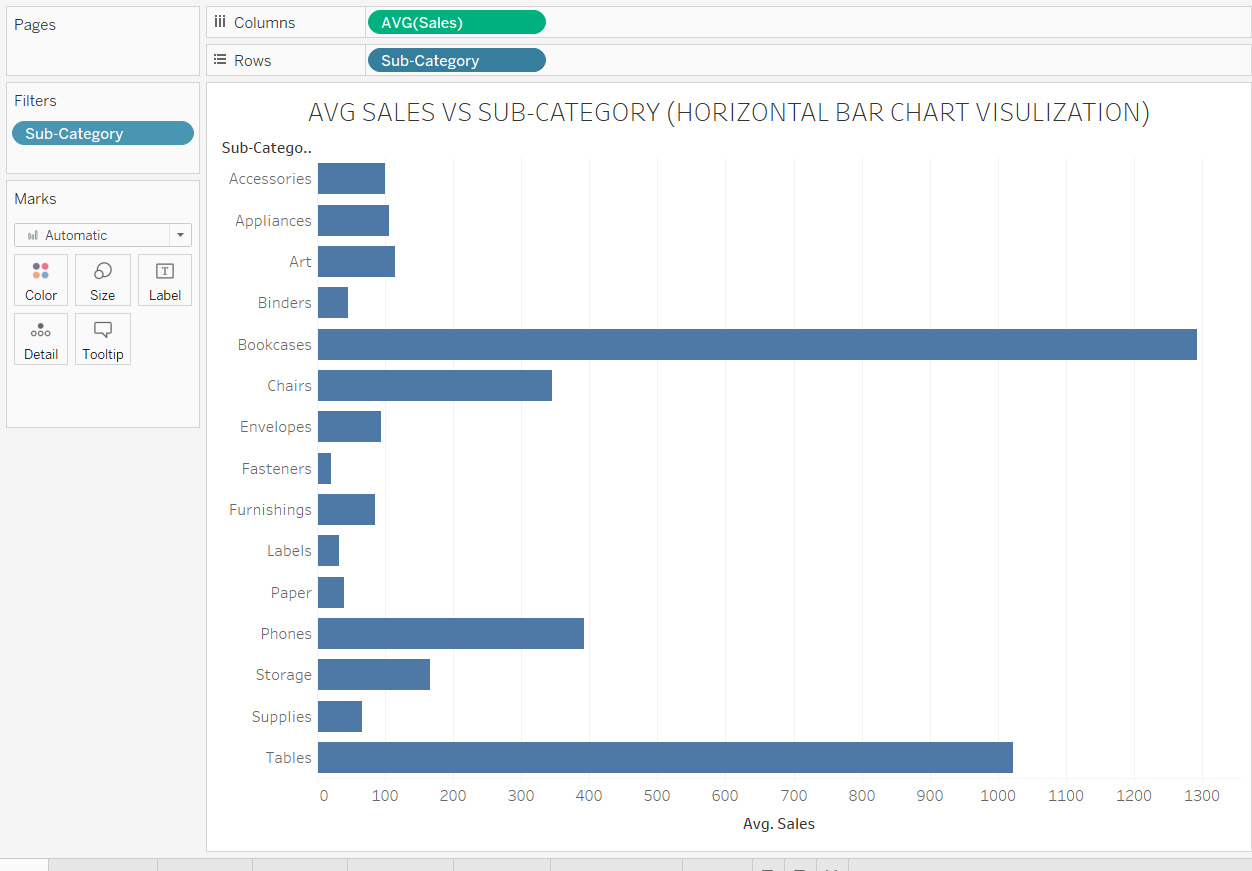 Pages
Columns
AVG(Sales)
Rows
Sub-Category
Filters
Sub-Category
Marks
Automatic
Color
Size
Label
Detail
Tooltip
AVG SALES VS SUB-CATEGORY (HORIZONTAL BAR CHART VISULIZATION)
Sub-Catego..
Accessories
Appliances
Art
Binders
Bookcases
Chairs
Envelopes
Fasteners
Furnishings
Labels
Paper
Phones
Storage
Supplies
Tables
0 100 200 300 400 500 600 700 800 900 1000 1100 1200 1300
Avg. Sales